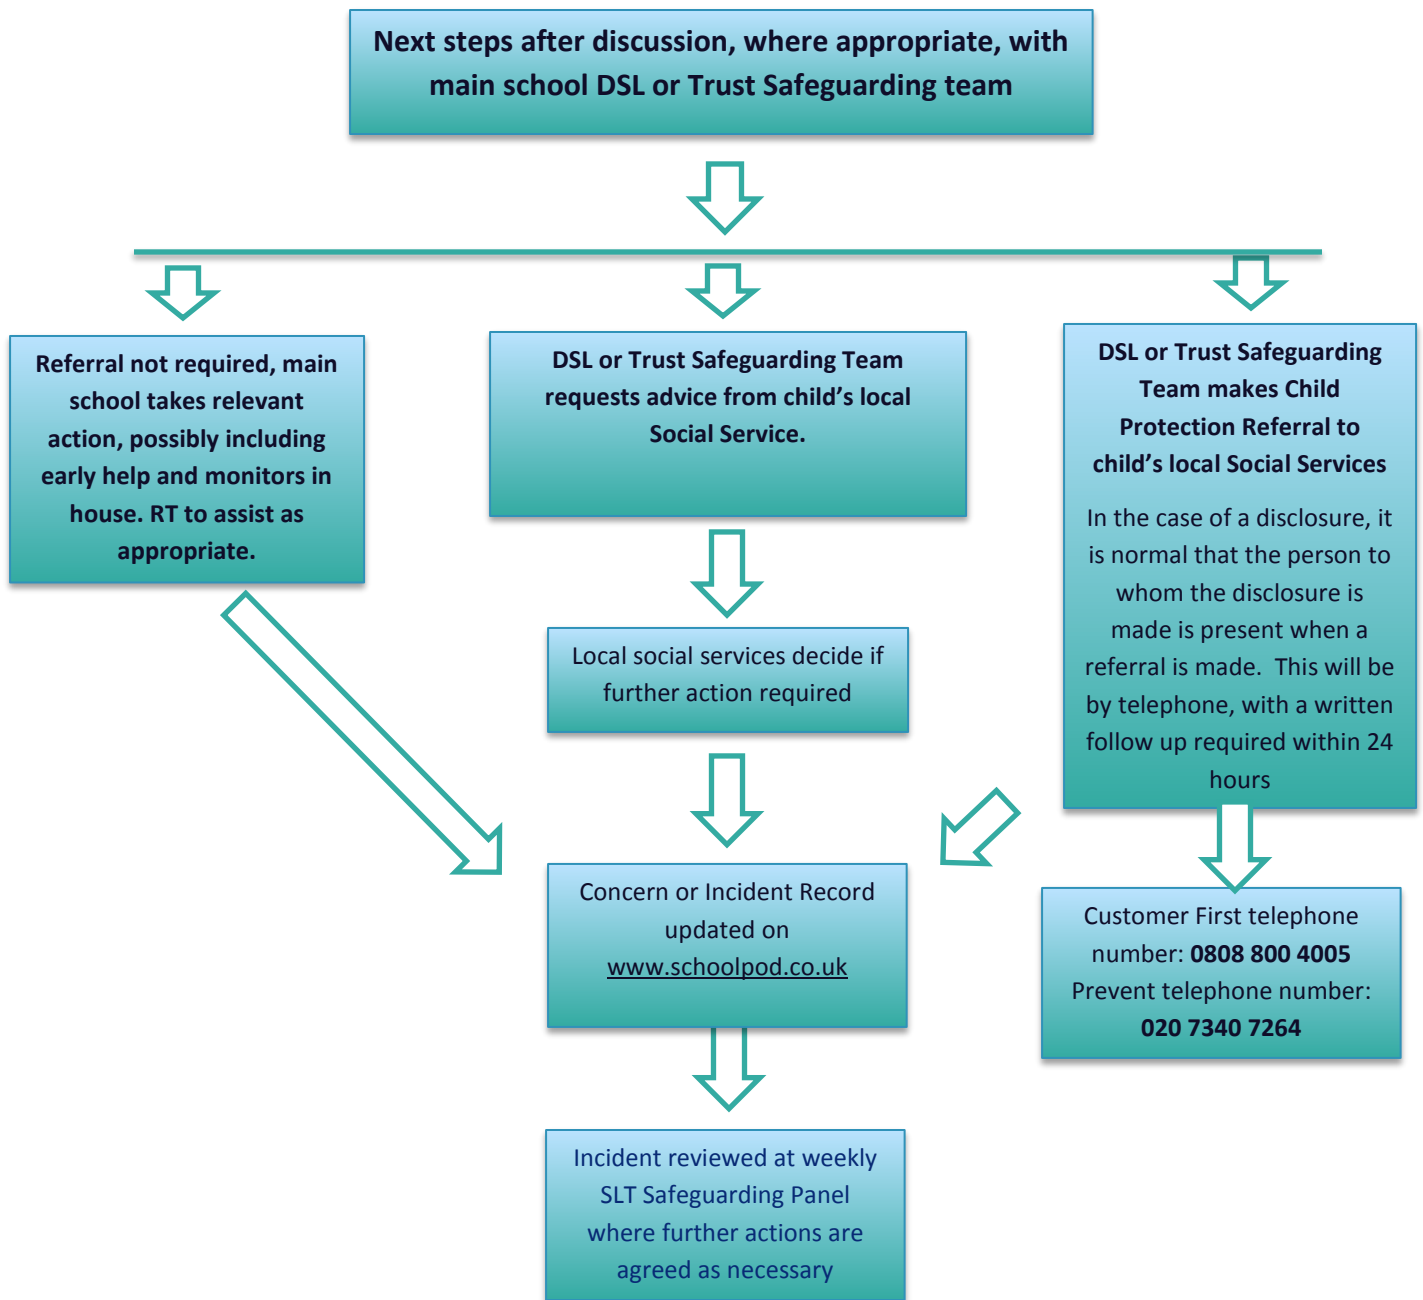 Next steps after discussion, where appropriate, with
main school DSL or Trust Safeguarding team
Referral not required, main
school takes relevant
action, possibly including
early help and monitors in
house. RT to assist as
appropriate.
DSL or Trust Safeguarding Team
requests advice from child’s local
Social Service.
DSL or Trust Safeguarding
Team makes Child
Protection Referral to
child’s local Social Services
In the case of a disclosure, it
is normal that the person to
whom the disclosure is
made is present when a
referral is made.  This will be
by telephone, with a written
follow up required within 24
hours
Local social services decide if
further action required
Concern or Incident Record
updated on
www.schoolpod.co.uk
Customer First telephone
number: 0808 800 4005
Prevent telephone number:
020 7340 7264
Incident reviewed at weekly
SLT Safeguarding Panel
where further actions are
agreed as necessary